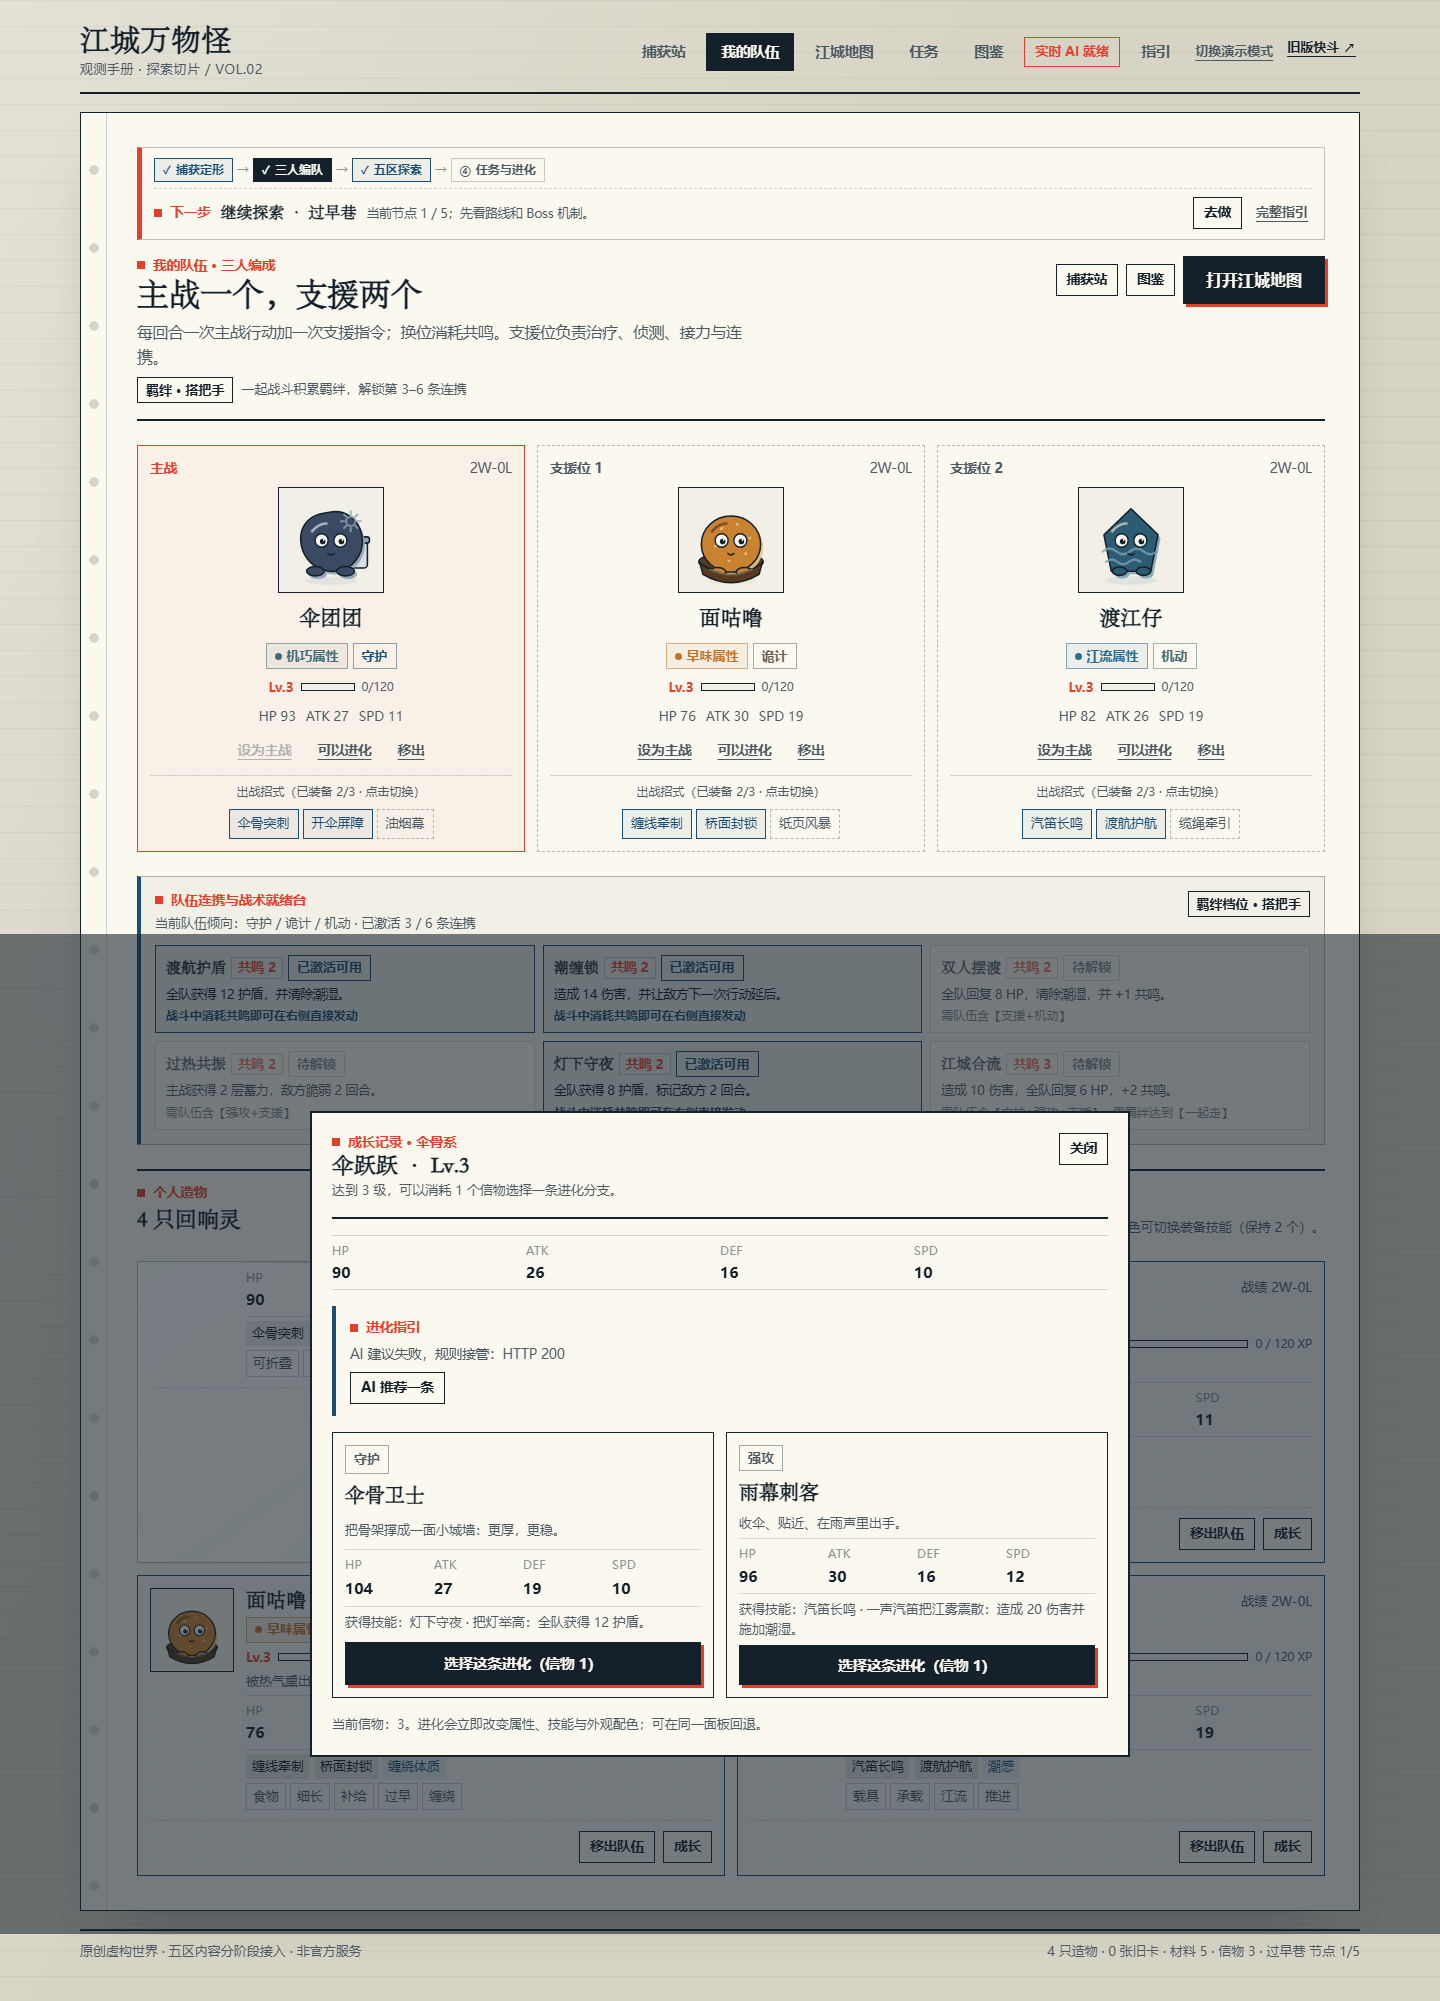 江城万物怪
观测手册 · 探索切片 / VOL.02
捕获站
我的队伍
江城地图
任务
图鉴
实时 AI 就绪
指引
切换演示模式
旧版快斗 ↗
✓ 捕获定形 → ✓ 三人编队 → ✓ 五区探索 → ④ 任务与进化
下一步 继续探索 · 过早巷 当前节点 1 / 5；先看路线和 Boss 机制。
去做
完整指引
我的队伍 • 三人编成
主战一个，支援两个
捕获站
图鉴
打开江城地图
每回合一次主战行动加一次支援指令；换位消耗共鸣。支援位负责治疗、侦测、接力与连
携。
羁绊 • 搭把手 一起战斗积累羁绊，解锁第 3–6 条连携
主战 2W-0L
伞团团
机巧属性 守护
Lv.3 0/120
HP 93 ATK 27 SPD 11
设为主战 可以进化 移出
出战招式（已装备 2/3 · 点击切换）
伞骨突刺 开伞屏障 油烟幕
支援位 1 2W-0L
面咕噜
早味属性 诡计
Lv.3 0/120
HP 76 ATK 30 SPD 19
设为主战 可以进化 移出
出战招式（已装备 2/3 · 点击切换）
缠线牵制 桥面封锁 纸页风暴
支援位 2 2W-0L
渡江仔
江流属性 机动
Lv.3 0/120
HP 82 ATK 26 SPD 19
设为主战 可以进化 移出
出战招式（已装备 2/3 · 点击切换）
汽笛长鸣 渡航护航 缆绳牵引
队伍连携与战术就绪台
当前队伍倾向：守护 / 诡计 / 机动 · 已激活 3 / 6 条连携
羁绊档位 • 搭把手
渡航护盾 共鸣 2 已激活可用
全队获得 12 护盾，并清除潮湿。
战斗中消耗共鸣即可在右侧直接发动
潮缠锁 共鸣 2 已激活可用
造成 14 伤害，并让敌方下一次行动延后。
战斗中消耗共鸣即可在右侧直接发动
双人摆渡 共鸣 2 待解锁
全队回复 8 HP，清除潮湿，并 +1 共鸣。
需队伍含【支援+机动】
过热共振 共鸣 2 待解锁
主战获得 2 层蓄力，敌方脆弱 2 回合。
需队伍含【强攻+支援】
灯下守夜 共鸣 2 已激活可用
全队获得 8 护盾，标记敌方 2 回合。
江城合流 共鸣 3 待解锁
造成 10 伤害，全队回复 6 HP，+2 共鸣。
达到【一起走】
个人造物
4 只回响灵
色可切换装备技能（保持 2 个）。
HP
90
伞骨突刺
可折叠
战绩 2W-0L
0 / 120 XP
SPD
11
移出队伍 成长
成长记录 • 伞骨系
伞跃跃 · Lv.3
达到 3 级，可以消耗 1 个信物选择一条进化分支。
关闭
HP ATK DEF SPD
90 26 16 10
进化指引
AI 建议失败，规则接管：HTTP 200
AI 推荐一条
守护
伞骨卫士
把骨架撑成一面小城墙：更厚，更稳。
HP ATK DEF SPD
104 27 19 10
获得技能：灯下守夜 · 把灯举高：全队获得 12 护盾。
选择这条进化（信物 1）
强攻
雨幕刺客
收伞、贴近、在雨声里出手。
HP ATK DEF SPD
96 30 16 12
获得技能：汽笛长鸣 · 一声汽笛把江雾震散：造成 20 伤害并
施加潮湿。
选择这条进化（信物 1）
当前信物：3。进化会立即改变属性、技能与外观配色；可在同一面板回退。
面咕噜
早味属
Lv.3
被热气熏出
HP
76
缠线牵制 桥面封锁 缠绕体质
食物 细长 补给 过早 缠绕
移出队伍 成长
战绩 2W-0L
0 / 120 XP
SPD
19
汽笛长鸣 渡航护航 潮感
载具 承载 江流 推进
移出队伍 成长
原创虚构世界 · 五区内容分阶段接入 · 非官方服务
4 只造物 · 0 张旧卡 · 材料 5 · 信物 3 · 过早巷 节点 1/5